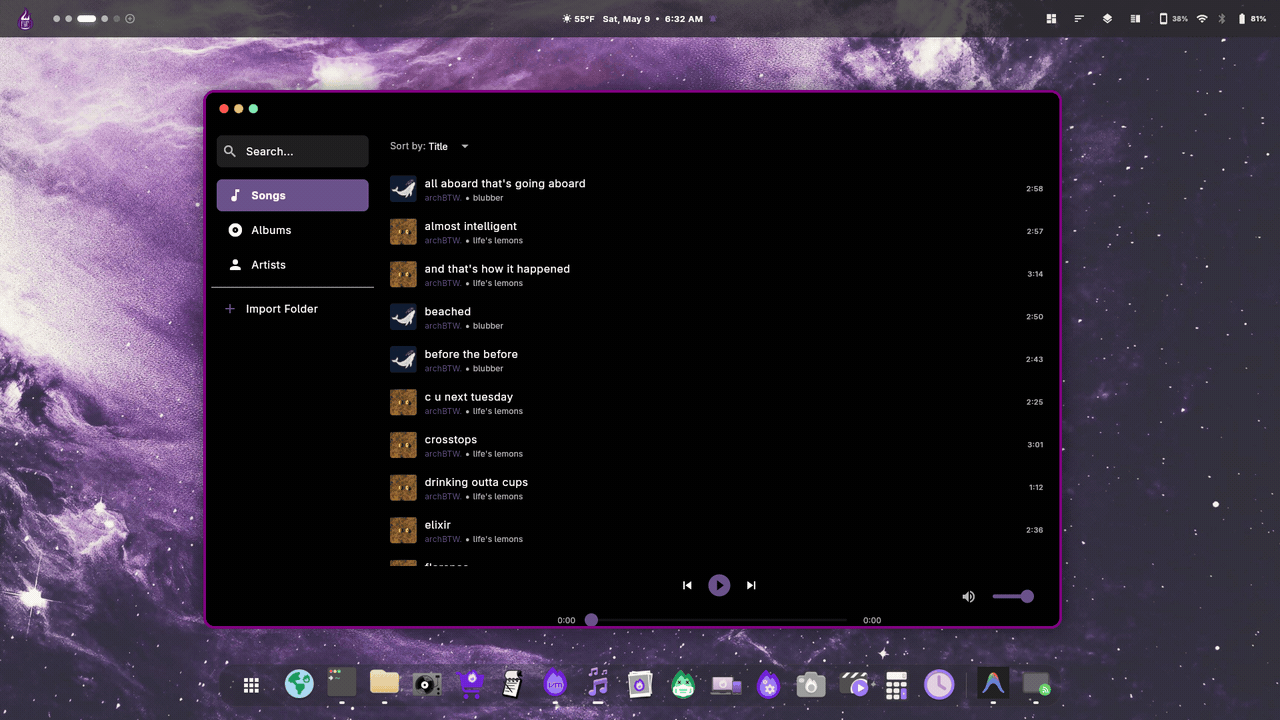 55°F Sat, May 9 • 6:32 AM
38%
81%
Search...
Songs
Albums
Artists
Import Folder
Sort by: Title
all aboard that's going aboard
archBTW. • blubber
2:58
almost intelligent
archBTW. • life's lemons
2:57
and that's how it happened
archBTW. • life's lemons
3:14
beached
archBTW. • blubber
2:50
before the before
archBTW. • blubber
2:43
c u next tuesday
archBTW. • life's lemons
2:25
crosstops
archBTW. • life's lemons
3:01
drinking outta cups
archBTW. • life's lemons
1:12
elixir
archBTW. • life's lemons
2:36
0:00
0:00